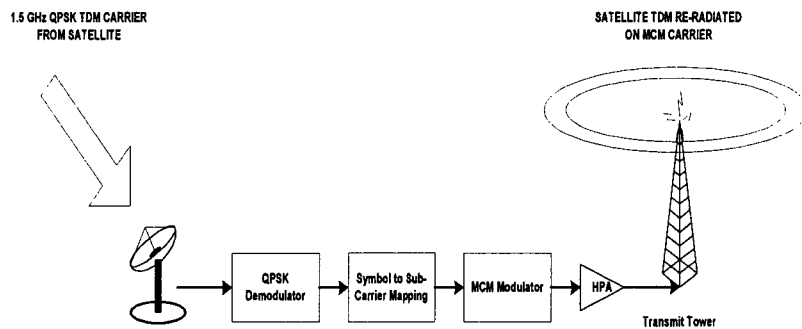 1.5 GHz QPSK TDM CARRIER
FROM SATELLITE
SATELLITE TDM RE-RADIATED
ON MCM CARRIER
QPSK
Demodulator
Symbol to Sub-
Carrier Mapping
MCM Modulator
HPA
Transmit Tower